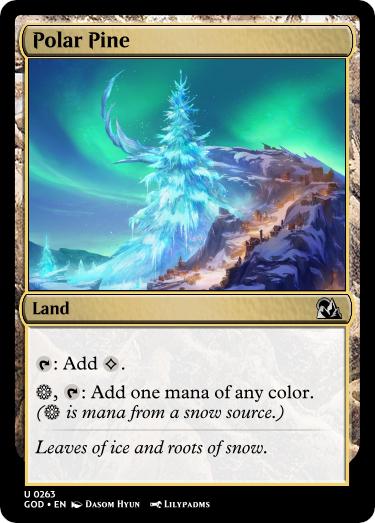 Polar Pine
Land
: Add .
, : Add one mana of any color.
( is mana from a snow source.)
Leaves of ice and roots of snow.
U 0263
GOD • EN Dasom Hyun Lilypadms